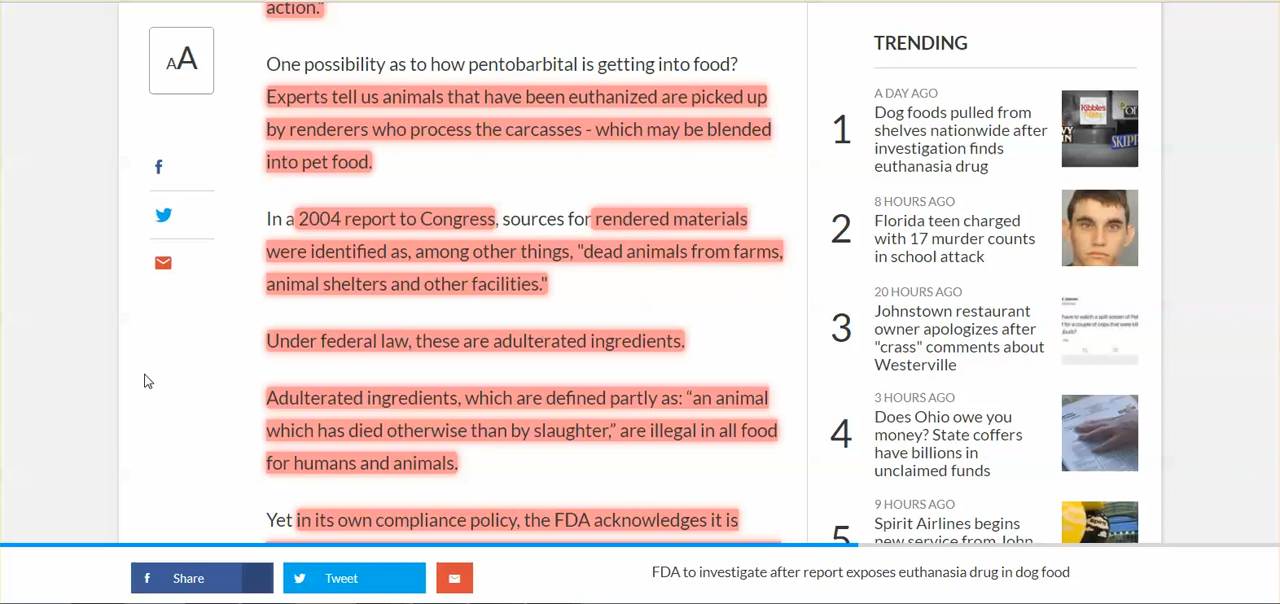 action."
AA
One possibility as to how pentobarbital is getting into food?
Experts tell us animals that have been euthanized are picked up
by renderers who process the carcasses - which may be blended
into pet food.
In a 2004 report to Congress, sources for rendered materials
were identified as, among other things, "dead animals from farms,
animal shelters and other facilities."
Under federal law, these are adulterated ingredients.
Adulterated ingredients, which are defined partly as: “an animal
which has died otherwise than by slaughter,” are illegal in all food
for humans and animals.
Yet in its own compliance policy, the FDA acknowledges it is
TRENDING
1
A DAY AGO
Dog foods pulled from
shelves nationwide after
investigation finds
euthanasia drug
Kibbles
SKIPP
2
8 HOURS AGO
Florida teen charged
with 17 murder counts
in school attack
3
20 HOURS AGO
Johnstown restaurant
owner apologizes after
"crass" comments about
Westerville
4
3 HOURS AGO
Does Ohio owe you
money? State coffers
have billions in
unclaimed funds
5
9 HOURS AGO
Spirit Airlines begins
new service from John
Share
Tweet
FDA to investigate after report exposes euthanasia drug in dog food